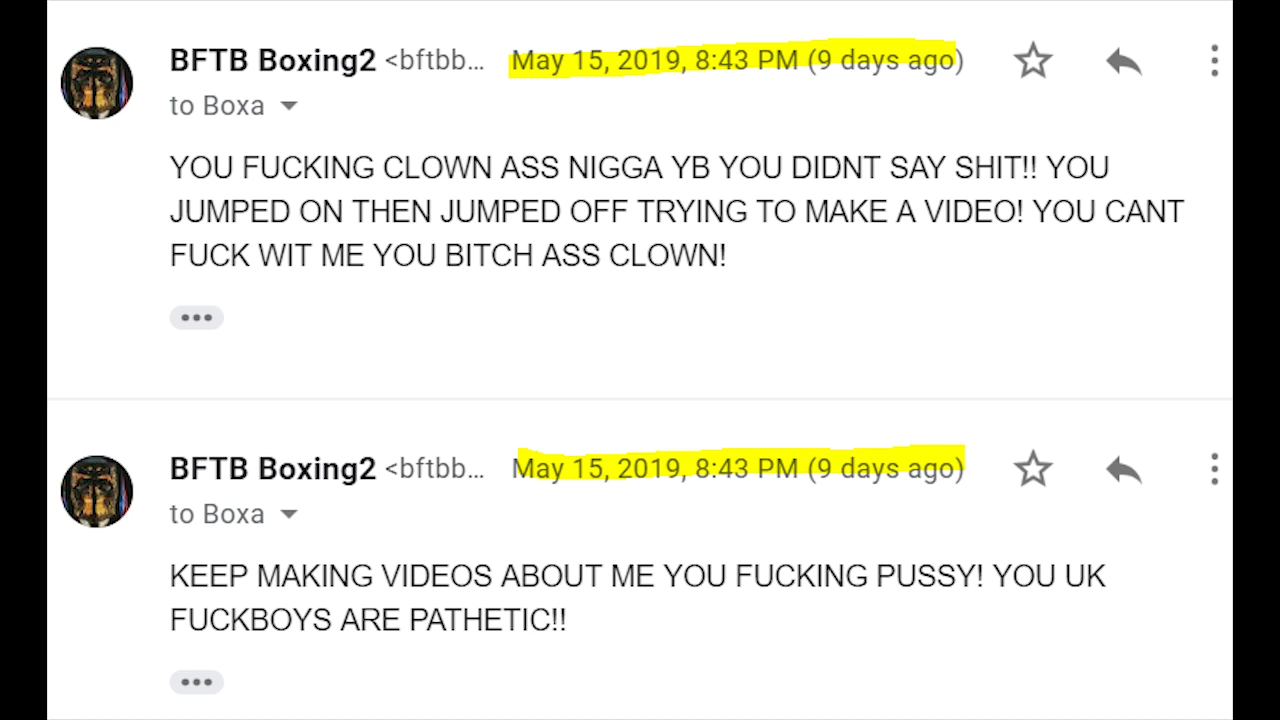 BFTB Boxing2 <bftbb... May 15, 2019, 8:43 PM (9 days ago)
to Boxa
YOU FUCKING CLOWN ASS NIGGA YB YOU DIDNT SAY SHIT!! YOU
JUMPED ON THEN JUMPED OFF TRYING TO MAKE A VIDEO! YOU CANT
FUCK WIT ME YOU BITCH ASS CLOWN!
BFTB Boxing2 <bftbb... May 15, 2019, 8:43 PM (9 days ago)
to Boxa
KEEP MAKING VIDEOS ABOUT ME YOU FUCKING PUSSY! YOU UK
FUCKBOYS ARE PATHETIC!!